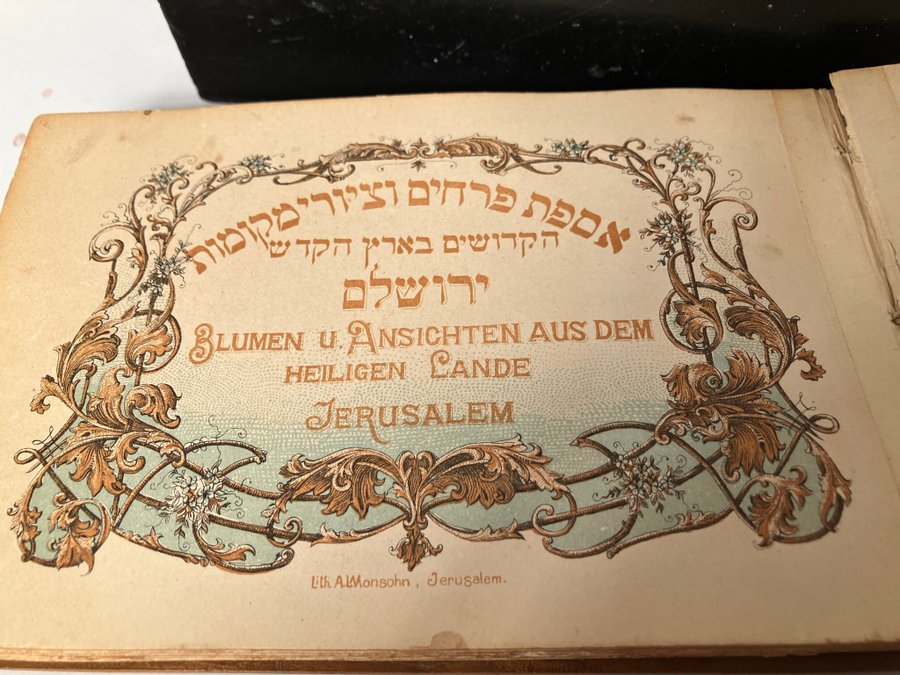 אספת פרחים וציורי מקומות
הקדושים בארץ הקדש
ירושלם
BLUMEN U. ANSICHTEN AUS DEM
HEILIGEN LANDE
JERUSALEM
Lith. A.L.Monsohn, Jerusalem.